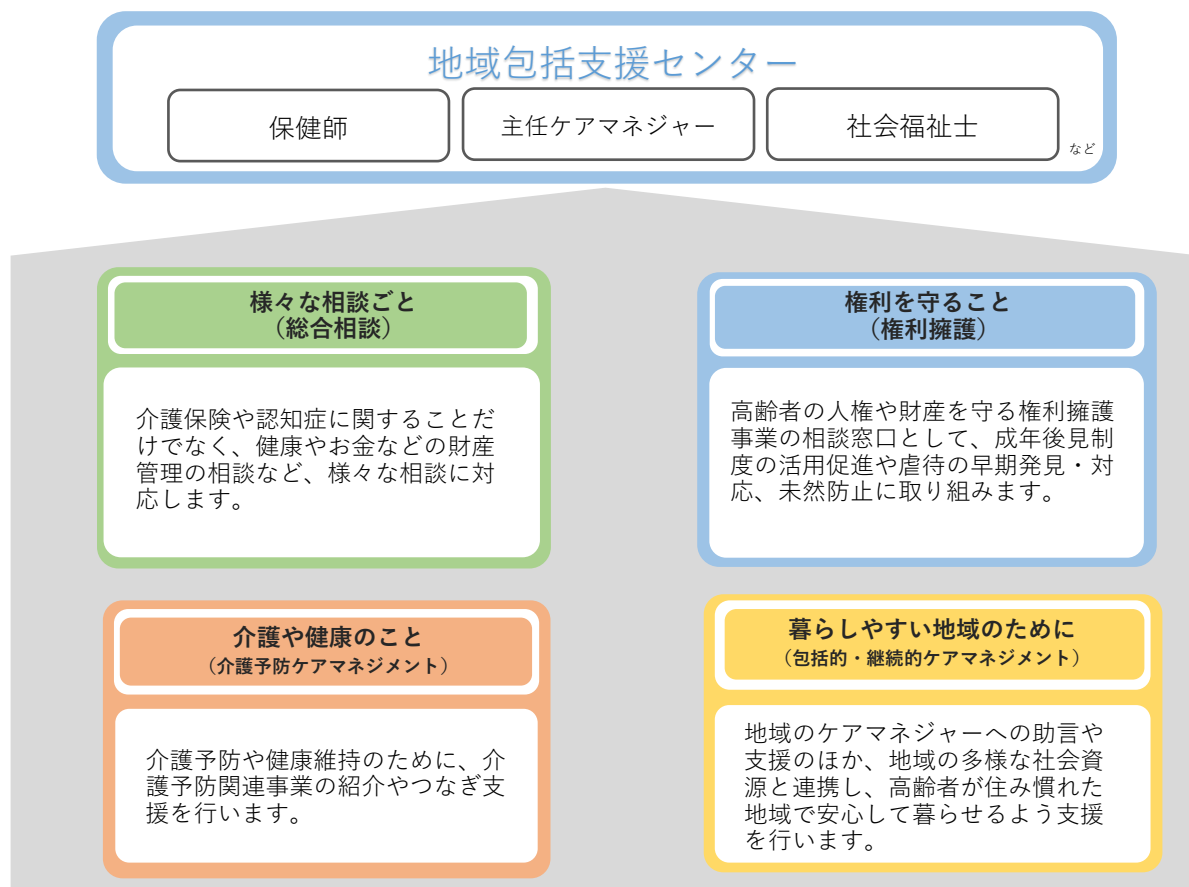 地域包括支援センター
保健師
主任ケアマネジャー
社会福祉士
など
様々な相談ごと
（総合相談）
介護保険や認知症に関することだ
けでなく、健康やお金などの財産
管理の相談など、様々な相談に対
応します。
権利を守ること
（権利擁護）
高齢者の人権や財産を守る権利擁護
事業の相談窓口として、成年後見制
度の活用促進や虐待の早期発見・対
応、未然防止に取り組みます。
介護や健康のこと
（介護予防ケアマネジメント）
介護予防や健康維持のために、介
護予防関連事業の紹介やつなぎ支
援を行います。
暮らしやすい地域のために
（包括的・継続的ケアマネジメント）
地域のケアマネジャーへの助言や
支援のほか、地域の多様な社会資
源と連携し、高齢者が住み慣れた
地域で安心して暮らせるよう支援
を行います。